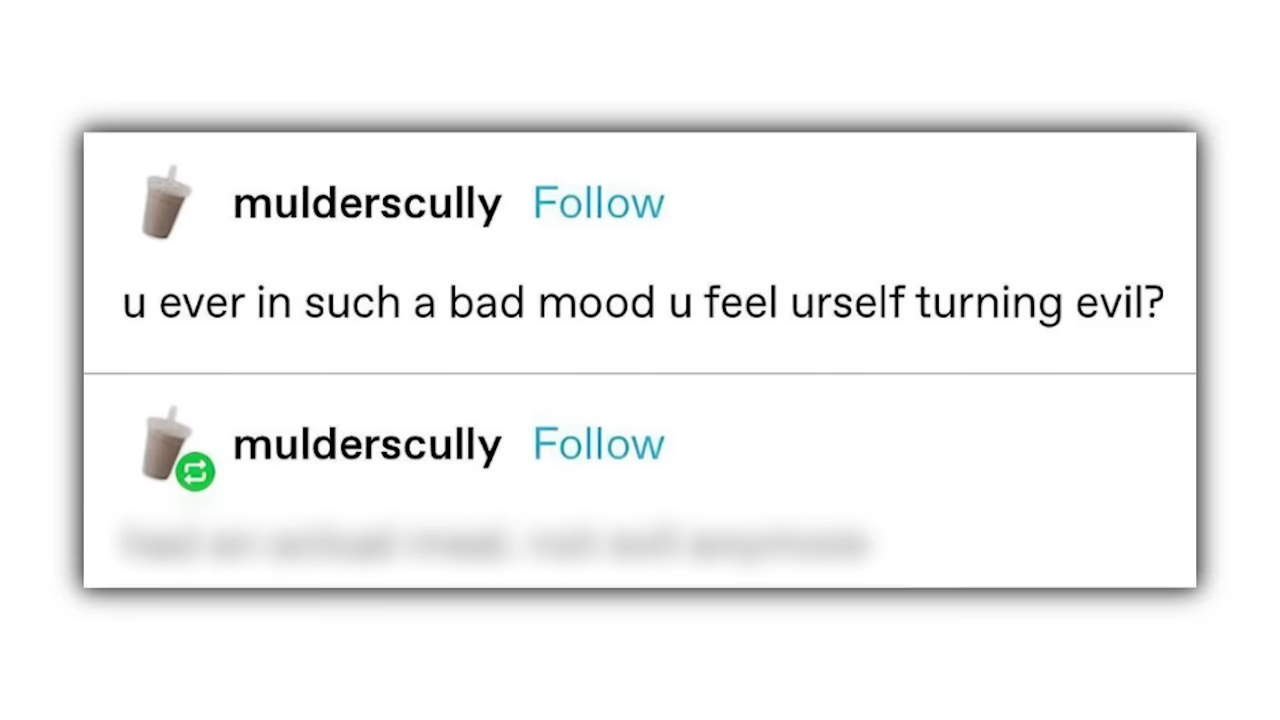 mulderscully Follow
u ever in such a bad mood u feel urself turning evil?
mulderscully Follow